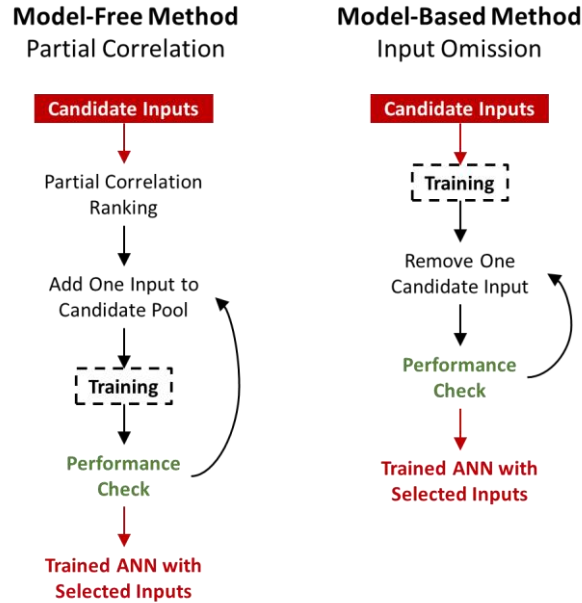 Model-Free Method
Partial Correlation
Candidate Inputs
Partial Correlation
Ranking
Add One Input to
Candidate Pool
Training
Performance
Check
Trained ANN with
Selected Inputs
Model-Based Method
Input Omission
Candidate Inputs
Training
Remove One
Candidate Input
Performance
Check
Trained ANN with
Selected Inputs